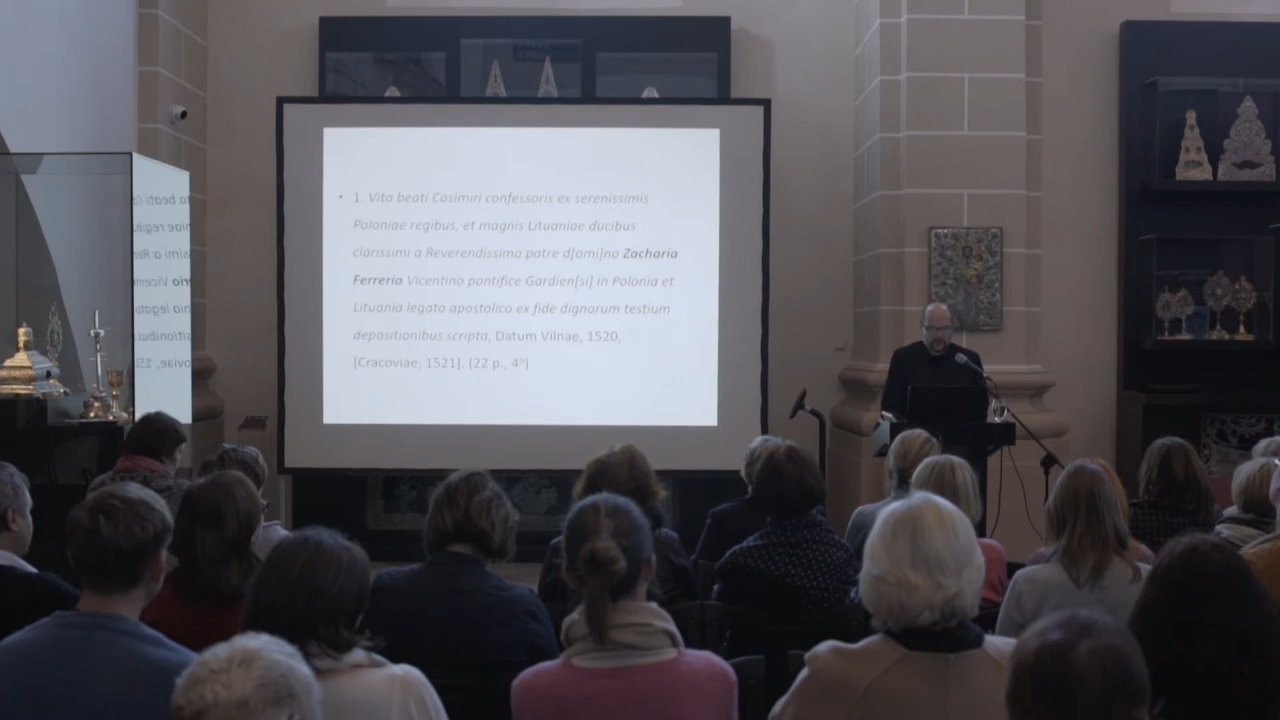 • 1. Vita beati Casimiri confessoris ex serenissimis
Poloniae regibus, et magnis Lituaniae ducibus
clarissimi a Reverendissimo patre d[omi]no Zacharia
Ferrerio Vicentino pontifice Gardien[si] in Polonia et
Lituania legato apostolico ex fide dignorum testium
depositionibus scripta, Datum Vilnae, 1520,
[Cracoviae, 1521]. (22 p., 4⁰)